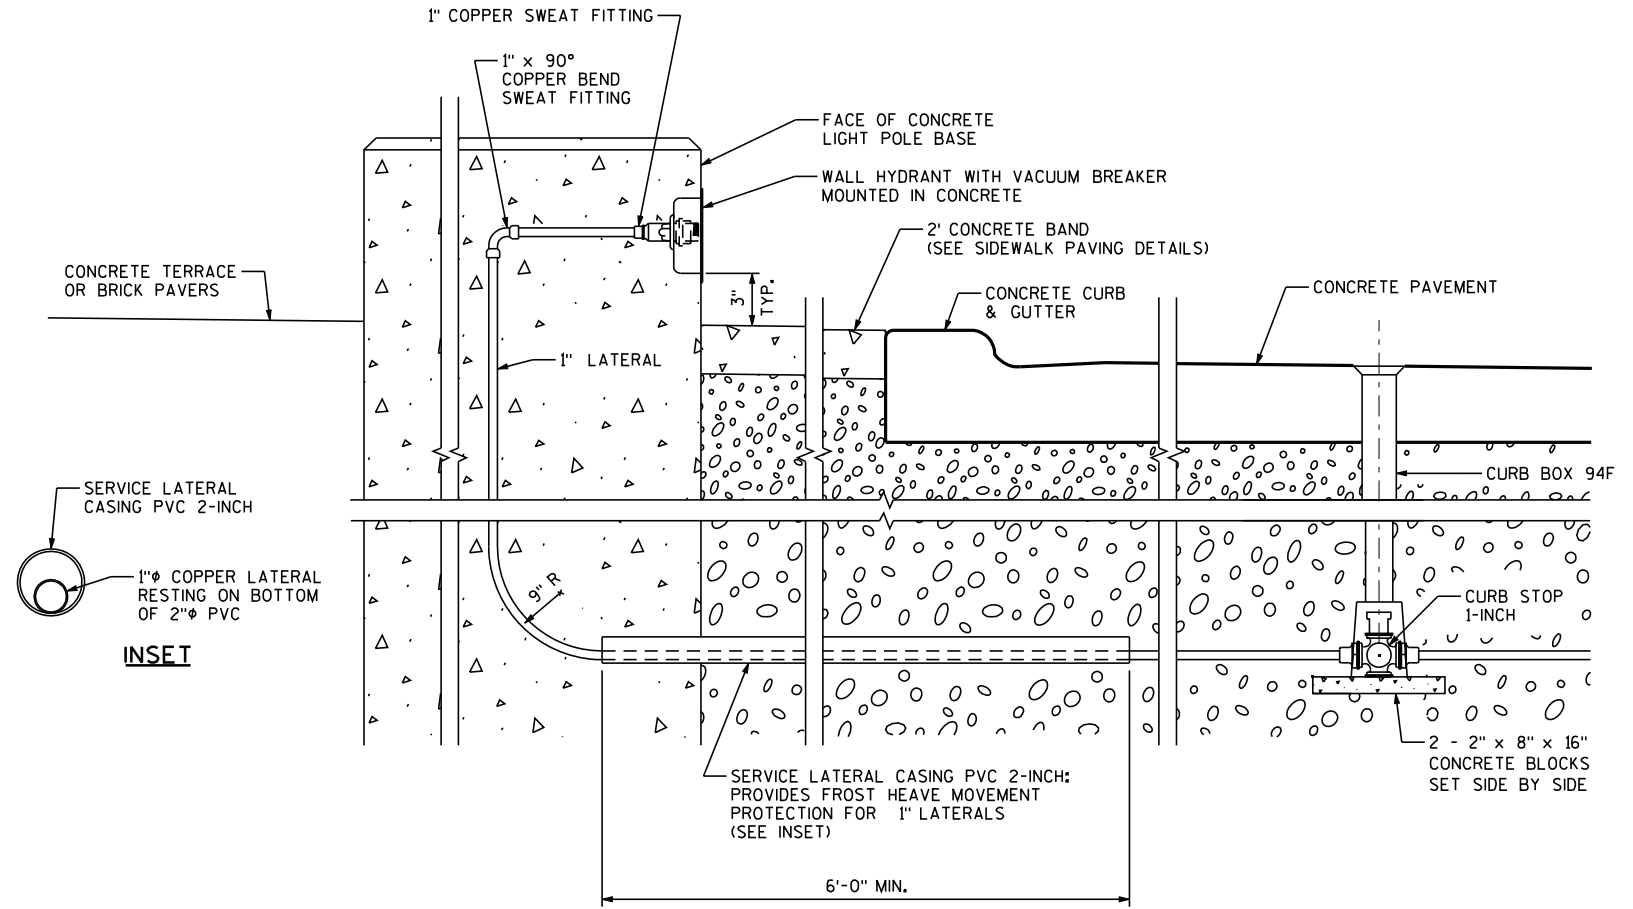 1" COPPER SWEAT FITTING
1" x 90°
COPPER BEND
SWEAT FITTING
FACE OF CONCRETE
LIGHT POLE BASE
WALL HYDRANT WITH VACUUM BREAKER
MOUNTED IN CONCRETE
2' CONCRETE BAND
(SEE SIDEWALK PAVING DETAILS)
CONCRETE TERRACE
OR BRICK PAVERS
3"
TYP.
CONCRETE CURB
& GUTTER
CONCRETE PAVEMENT
1" LATERAL
CURB BOX 94F
SERVICE LATERAL
CASING PVC 2-INCH
1"ϕ COPPER LATERAL
RESTING ON BOTTOM
OF 2"ϕ PVC
INSET
9" R
CURB STOP
1-INCH
2 - 2" x 8" x 16"
CONCRETE BLOCKS
SET SIDE BY SIDE
SERVICE LATERAL CASING PVC 2-INCH:
PROVIDES FROST HEAVE MOVEMENT
PROTECTION FOR 1" LATERALS
(SEE INSET)
6'-0" MIN.